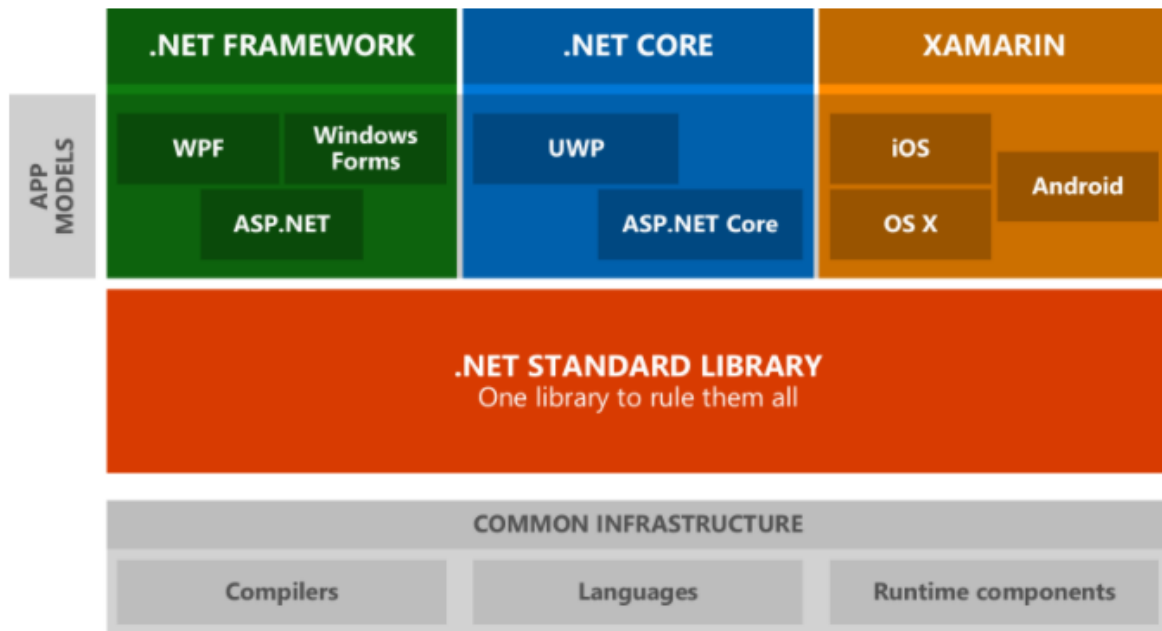 .NET FRAMEWORK
.NET CORE
XAMARIN
APP
MODELS
WPF
Windows
Forms
ASP.NET
UWP
ASP.NET Core
iOS
Android
OS X
.NET STANDARD LIBRARY
One library to rule them all
COMMON INFRASTRUCTURE
Compilers
Languages
Runtime components